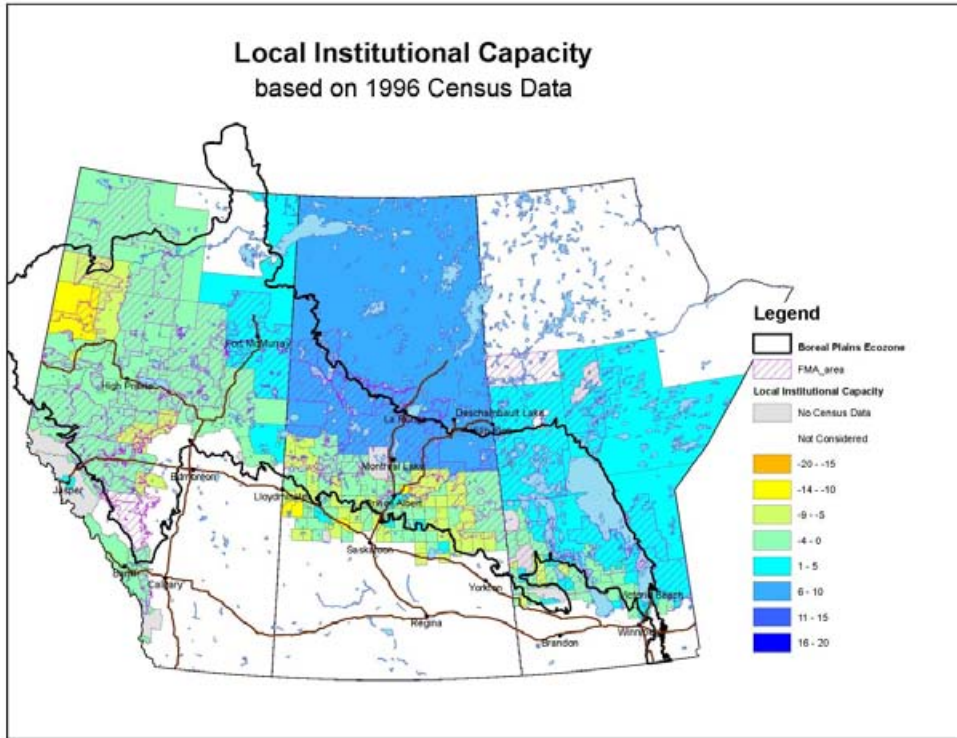 Local Institutional Capacity
based on 1996 Census Data
Fort McMurray
High Prairie
La Ronge
Deschambault Lake
Montreal Lake
Jasper
Edmonton
Lloydminster
Saskatoon
Banff
Calgary
Yorkton
Victoria Beach
Regina
Brandon
Winnipeg
Legend
Boreal Plains Ecozone
FMA_area
Local Institutional Capacity
No Census Data
Not Considered
-20 - -15
-14 - -10
-9 - -5
-4 - 0
1 - 5
6 - 10
11 - 15
16 - 20